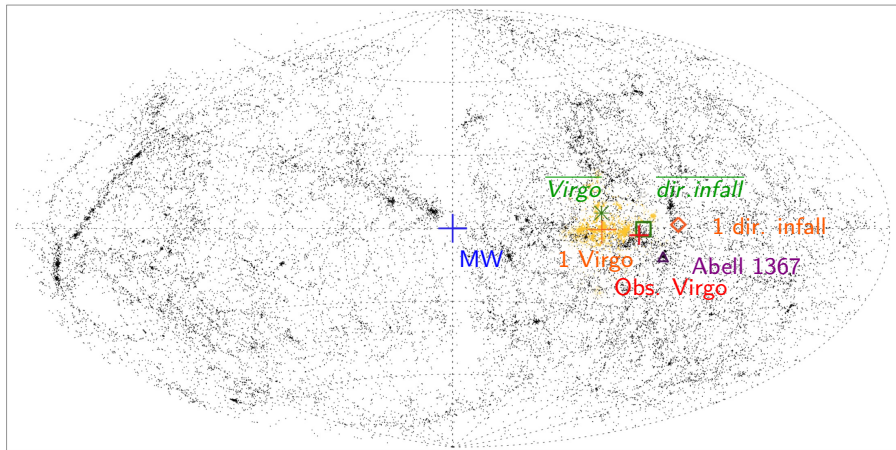 Virgo
dir.infall
1 dir. infall
MW
1 Virgo
Abell 1367
Obs. Virgo